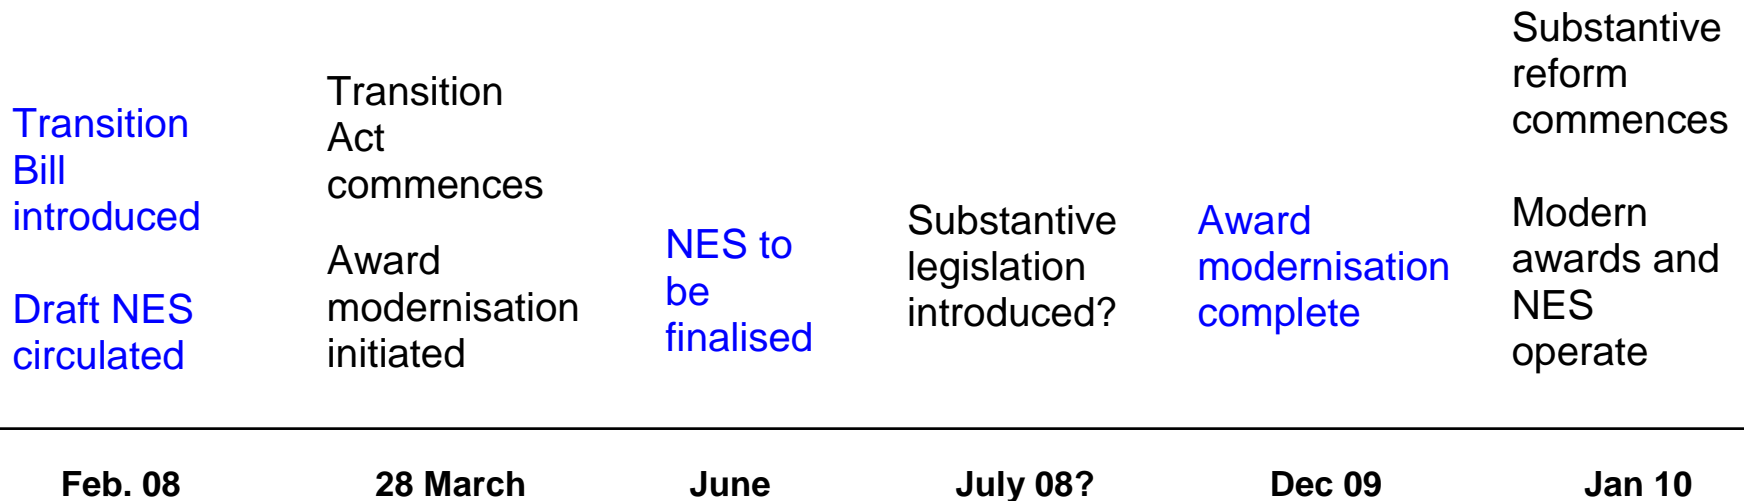 Transition
Bill
introduced
Draft NES
circulated
Transition
Act
commences
Award
modernisation
initiated
NES to
be
finalised
Substantive
legislation
introduced?
Award
modernisation
complete
Substantive
reform
commences
Modern
awards and
NES
operate
Feb. 08
28 March
June
July 08?
Dec 09
Jan 10